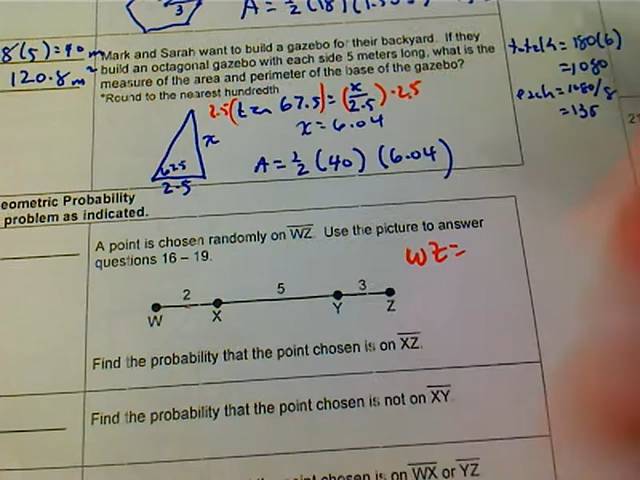 3
A = 1/2 (18)
8(5) = 40 m
120.8 m²
Mark and Sarah want to build a gazebo for their backyard. If they
build an octagonal gazebo with each side 5 meters long, what is the
measure of the area and perimeter of the base of the gazebo?
*Round to the nearest hundredth
total = 180(6)
= 1080
each = 1080/8
= 135
2.5(tan 67.5) = (x/2.5) · 2.5
x = 6.04
x
67.5
2.5
A = 1/2 (40) (6.04)
eometric Probability
problem as indicated.
A point is chosen randomly on WZ. Use the picture to answer
questions 16 – 19.
WZ =
2 5 3
W X Y Z
Find the probability that the point chosen is on XZ.
Find the probability that the point chosen is not on XY
point chosen is on WX or YZ